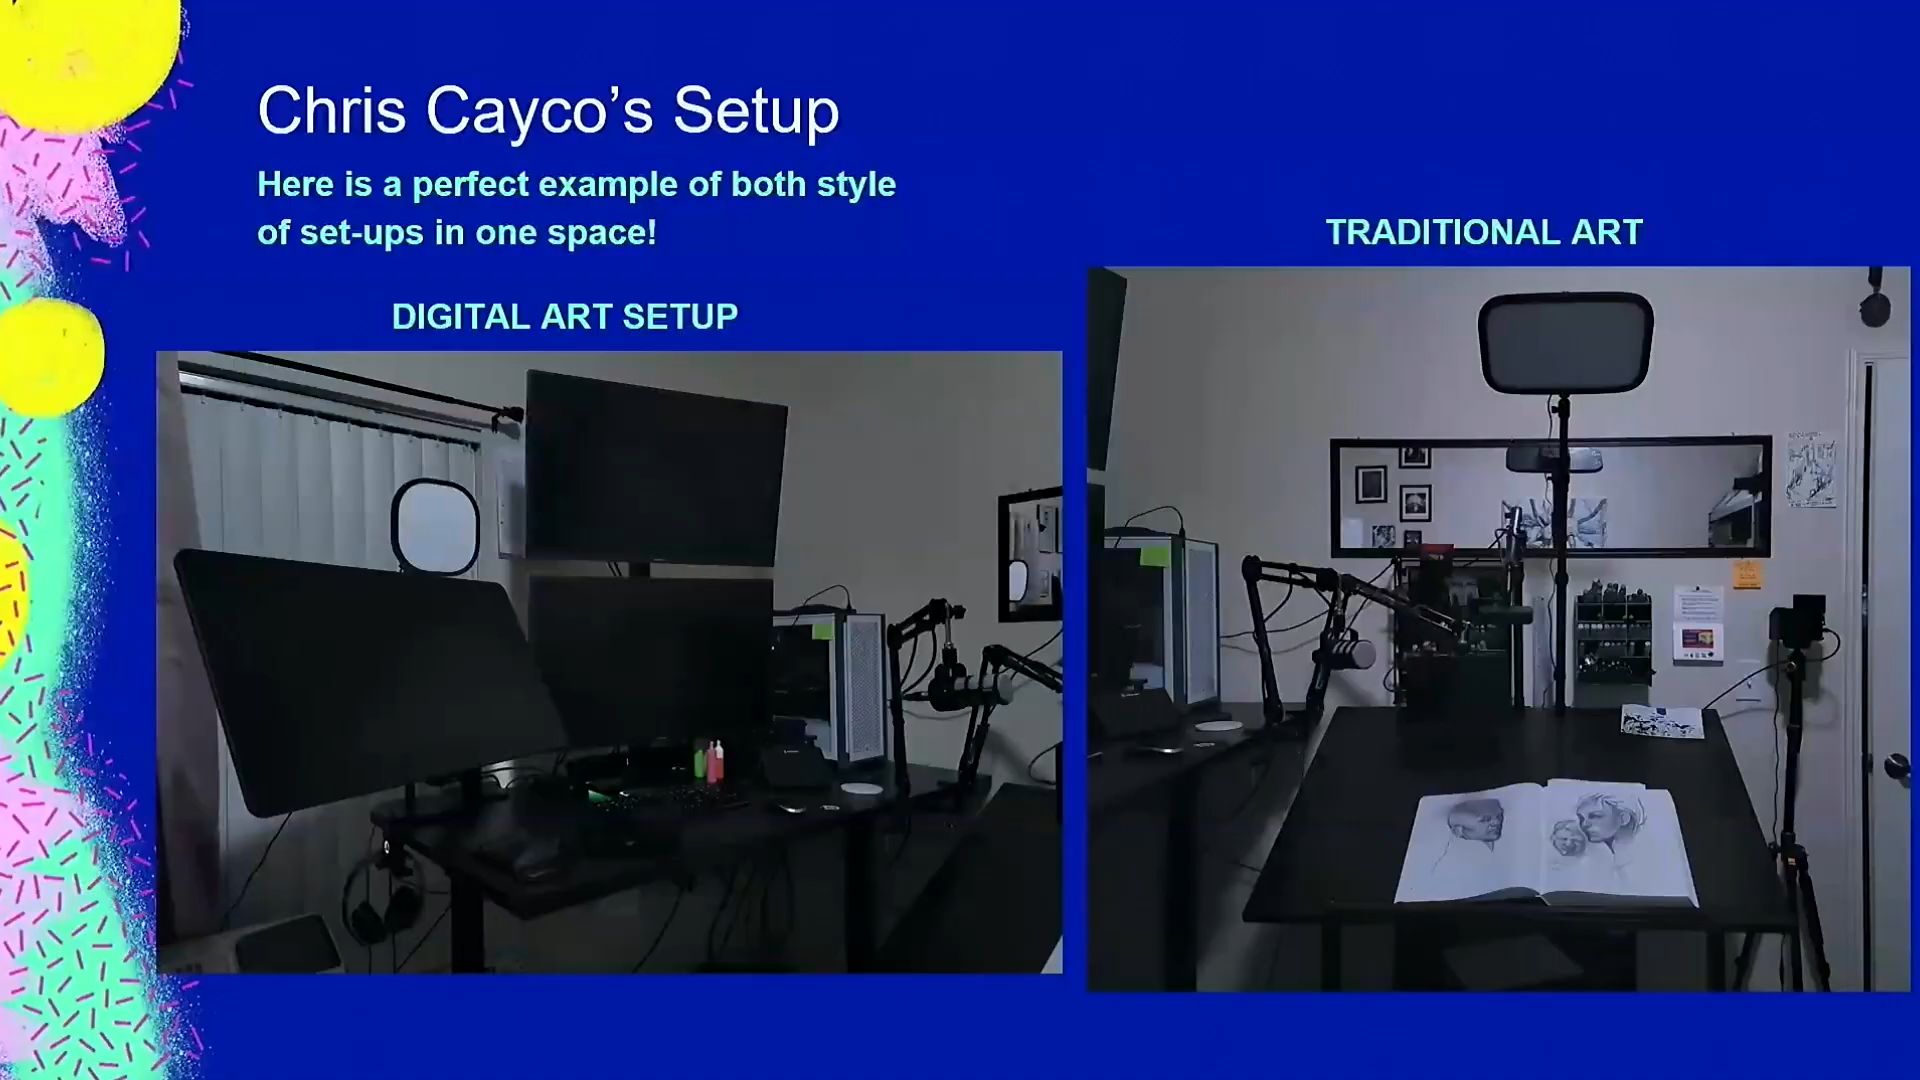 Chris Cayco’s Setup
Here is a perfect example of both style
of set-ups in one space!
DIGITAL ART SETUP
TRADITIONAL ART